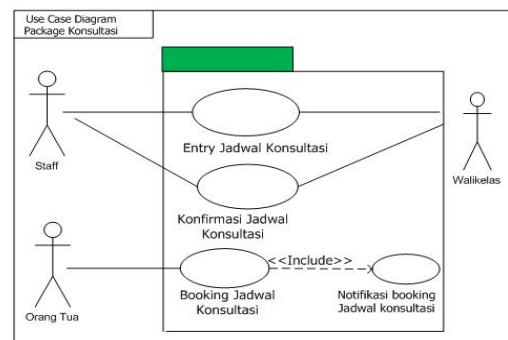 Use Case Diagram
Package Konsultasi
Staff
Entry Jadwal Konsultasi
Walikelas
Konfirmasi Jadwal
Konsultasi
Orang Tua
<<Include>>
Booking Jadwal
Konsultasi
Notifikasi booking
Jadwal konsultasi